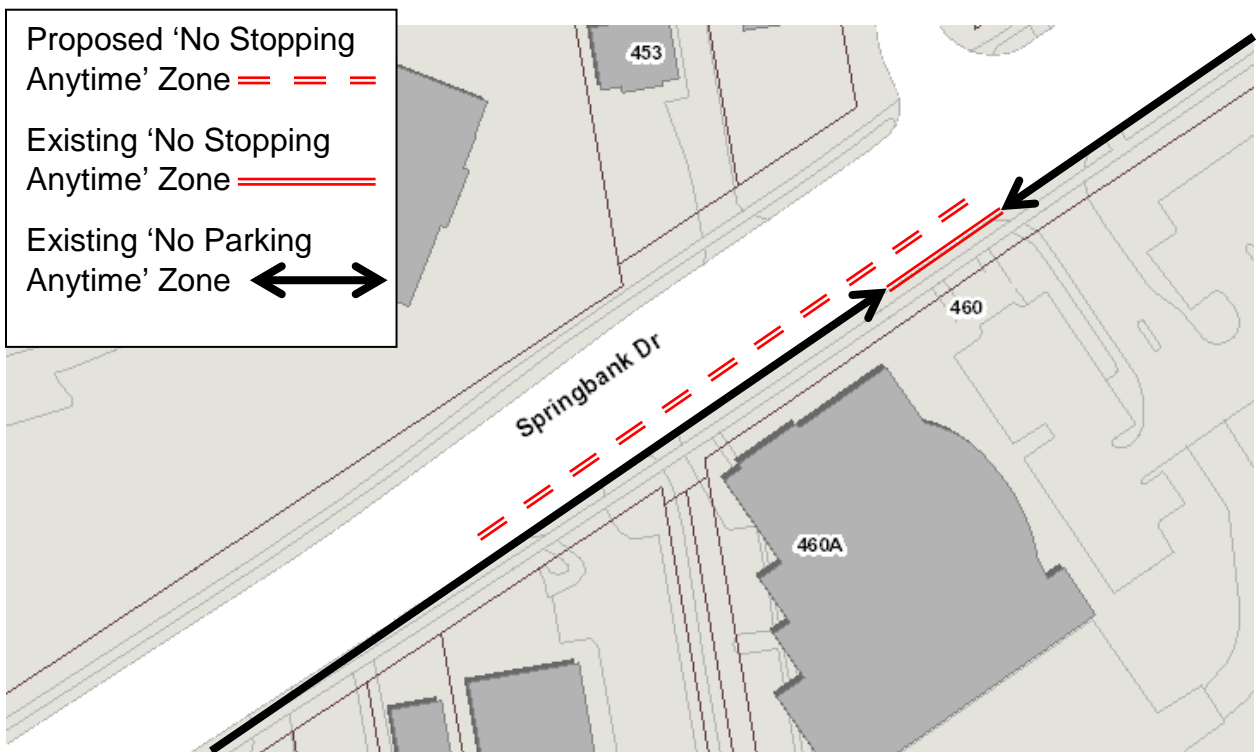 Proposed ‘No Stopping
Anytime’ Zone
Existing ‘No Stopping
Anytime’ Zone
Existing ‘No Parking
Anytime’ Zone
453
460
Springbank Dr
460A